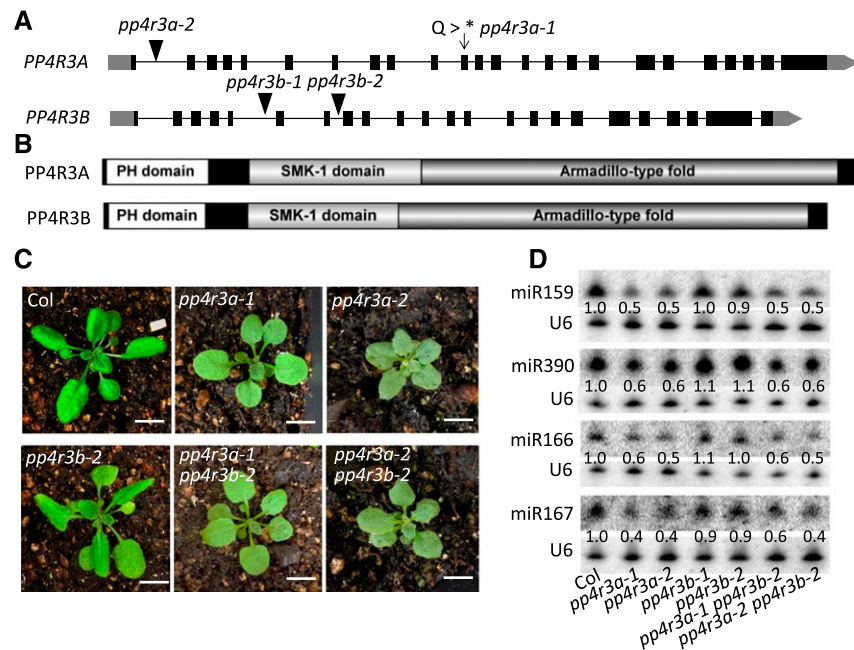 A
pp4r3a-2
Q > * pp4r3a-1
PP4R3A
pp4r3b-1 pp4r3b-2
PP4R3B
B
PP4R3A PH domain SMK-1 domain Armadillo-type fold
PP4R3B PH domain SMK-1 domain Armadillo-type fold
C
Col
pp4r3a-1
pp4r3a-2
pp4r3b-2
pp4r3a-1
pp4r3b-2
pp4r3a-2
pp4r3b-2
D
miR159
1.0 0.5 0.5 1.0 0.9 0.5 0.5
U6
miR390
1.0 0.6 0.6 1.1 1.1 0.6 0.6
U6
miR166
1.0 0.6 0.5 1.1 1.0 0.6 0.5
U6
miR167
1.0 0.4 0.4 0.9 0.9 0.6 0.4
U6
Col
pp4r3a-1
pp4r3a-2
pp4r3b-1
pp4r3b-2
pp4r3a-1 pp4r3b-2
pp4r3a-2 pp4r3b-2